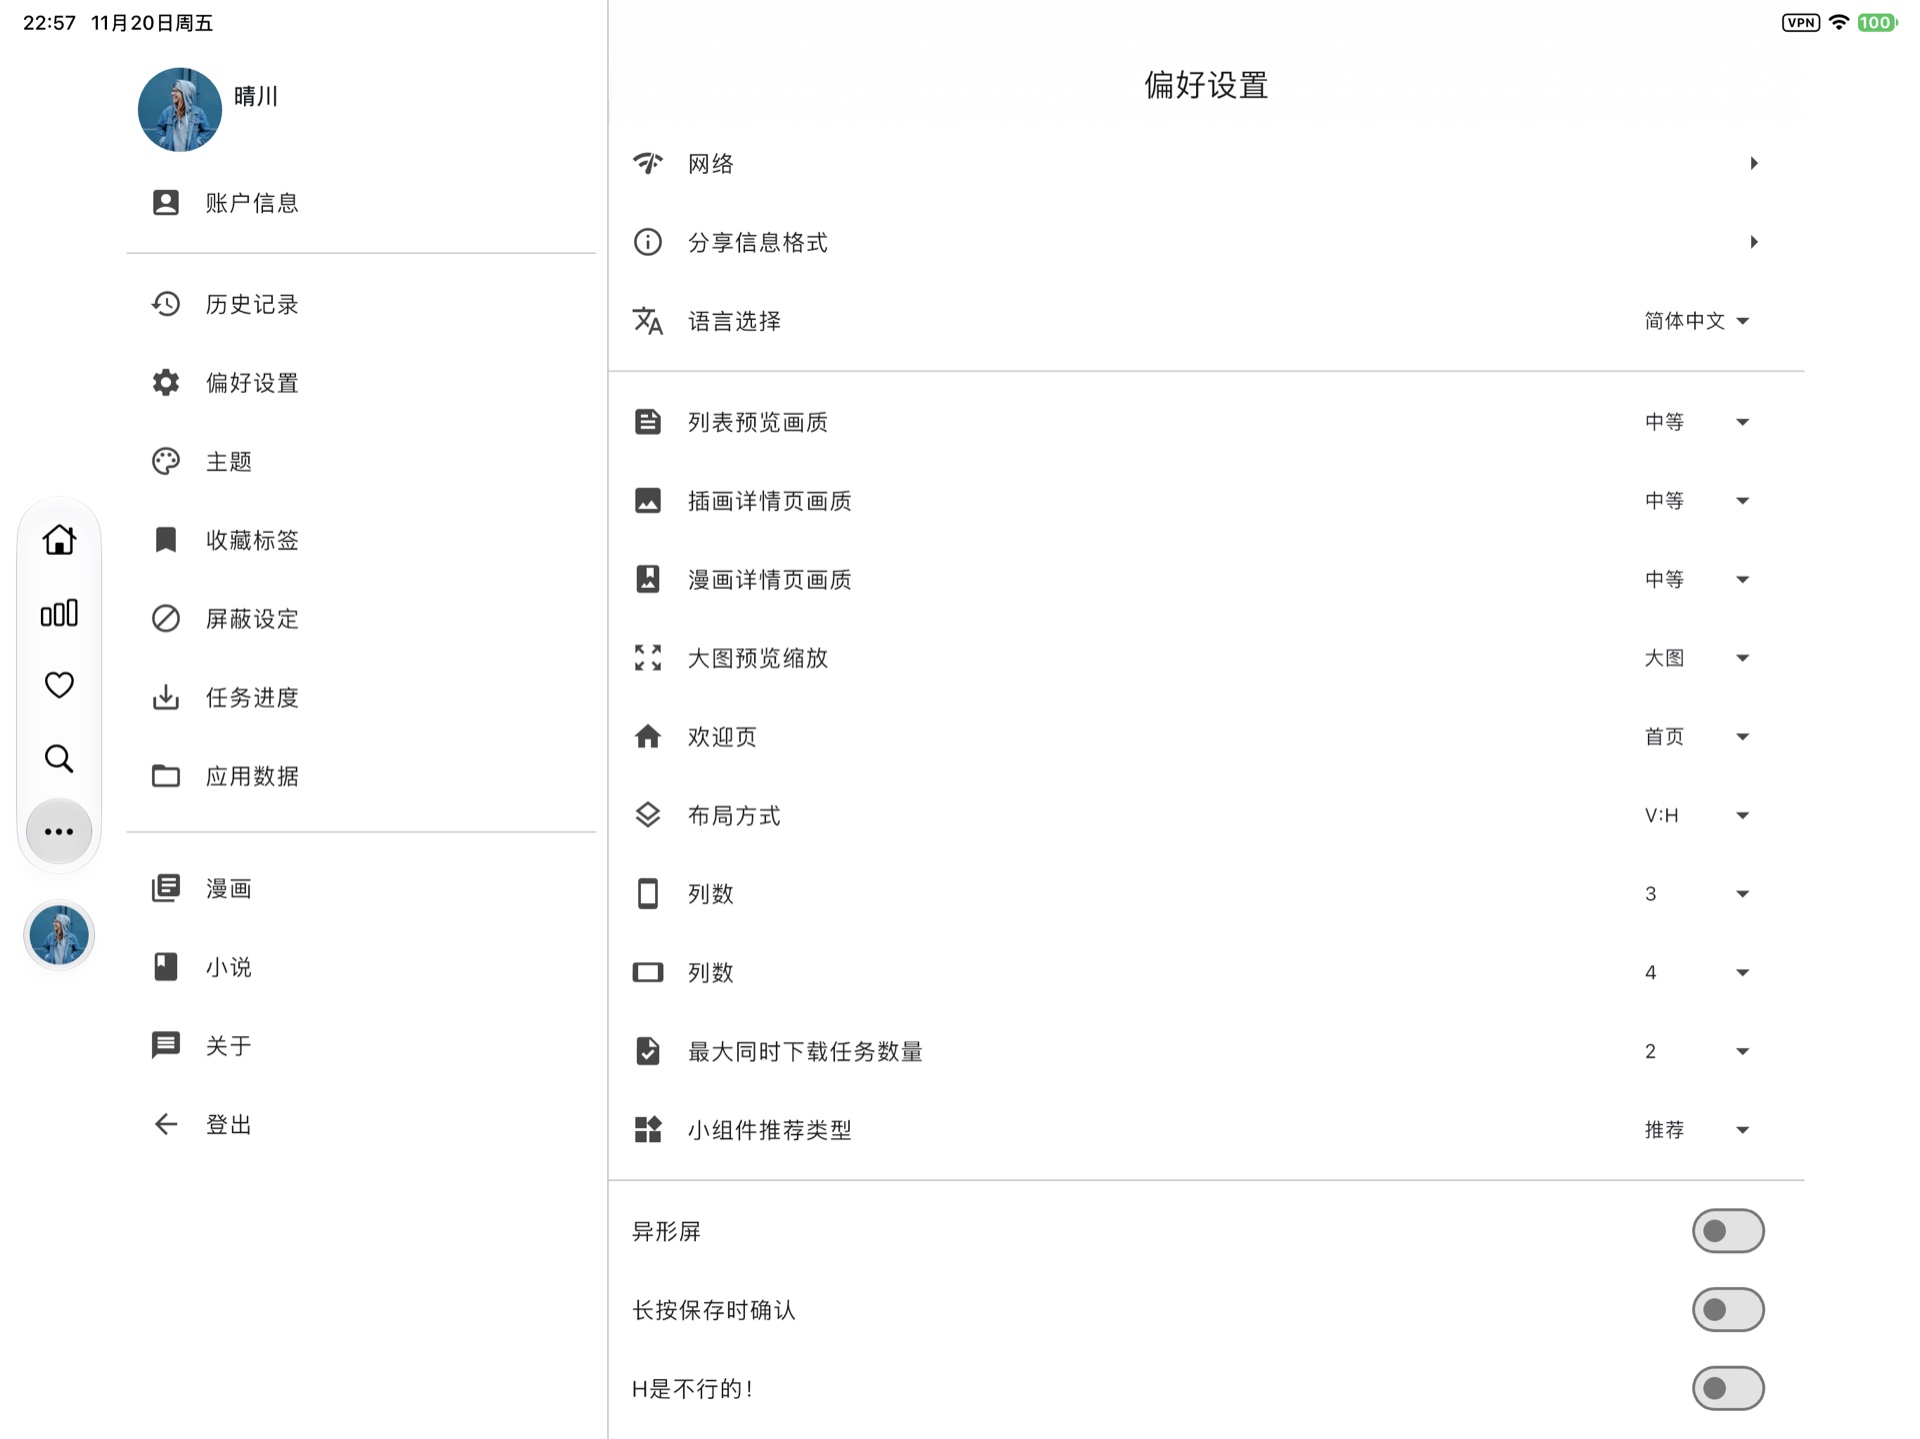 22:57 11月20日周五
VPN
100
晴川
账户信息
历史记录
偏好设置
主题
收藏标签
屏蔽设定
任务进度
应用数据
漫画
小说
关于
登出
偏好设置
网络
分享信息格式
语言选择 简体中文
列表预览画质 中等
插画详情页画质 中等
漫画详情页画质 中等
大图预览缩放 大图
欢迎页 首页
布局方式 V:H
列数 3
列数 4
最大同时下载任务数量 2
小组件推荐类型 推荐
异形屏
长按保存时确认
H是不行的！